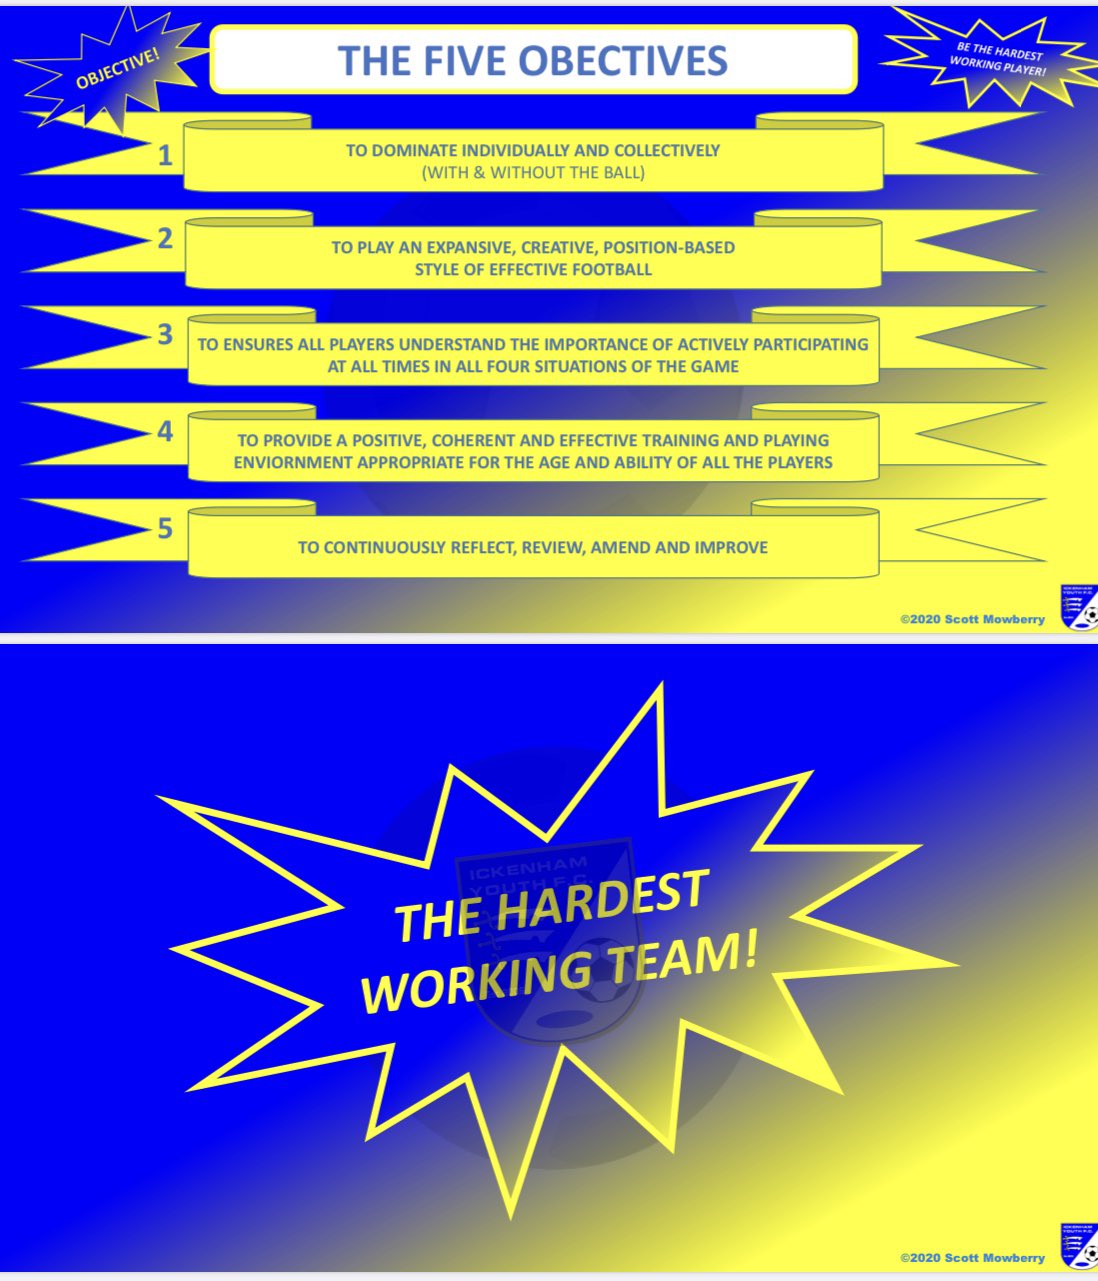 OBJECTIVE!
THE FIVE OBECTIVES
BE THE HARDEST
WORKING PLAYER!
1
TO DOMINATE INDIVIDUALLY AND COLLECTIVELY
(WITH & WITHOUT THE BALL)
2
TO PLAY AN EXPANSIVE, CREATIVE, POSITION-BASED
STYLE OF EFFECTIVE FOOTBALL
3
TO ENSURES ALL PLAYERS UNDERSTAND THE IMPORTANCE OF ACTIVELY PARTICIPATING
AT ALL TIMES IN ALL FOUR SITUATIONS OF THE GAME
4
TO PROVIDE A POSITIVE, COHERENT AND EFFECTIVE TRAINING AND PLAYING
ENVIORNMENT APPROPRIATE FOR THE AGE AND ABILITY OF ALL THE PLAYERS
5
TO CONTINUOUSLY REFLECT, REVIEW, AMEND AND IMPROVE
©2020 Scott Mowberry
ICKENHAM
YOUTH F.C.
ICKENHAM
YOUTH F.C.
THE HARDEST
WORKING TEAM!
©2020 Scott Mowberry
ICKENHAM
YOUTH F.C.